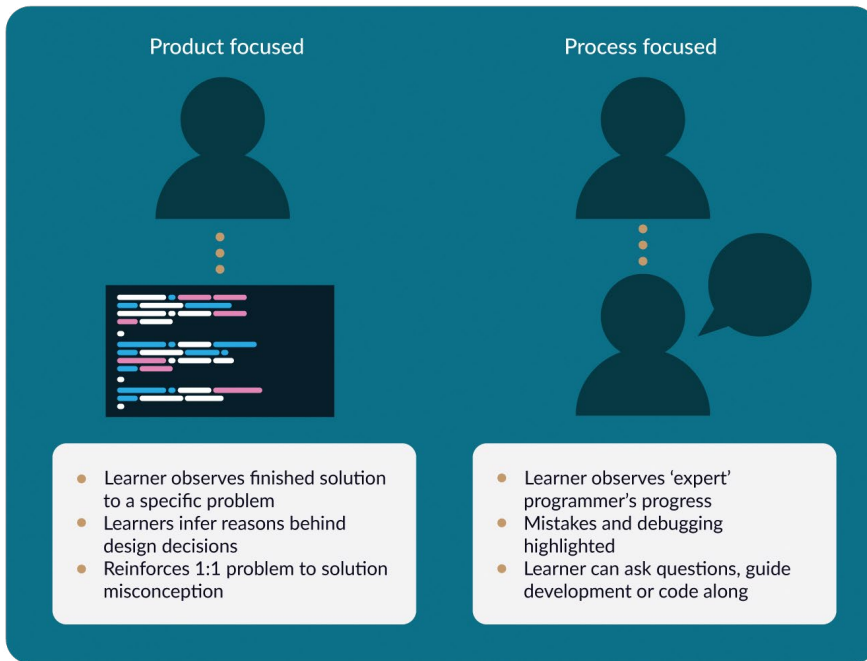 Product focused
Learner observes finished solution
to a specific problem
Learners infer reasons behind
design decisions
Reinforces 1:1 problem to solution
misconception
Process focused
Learner observes ‘expert’
programmer’s progress
Mistakes and debugging
highlighted
Learner can ask questions, guide
development or code along